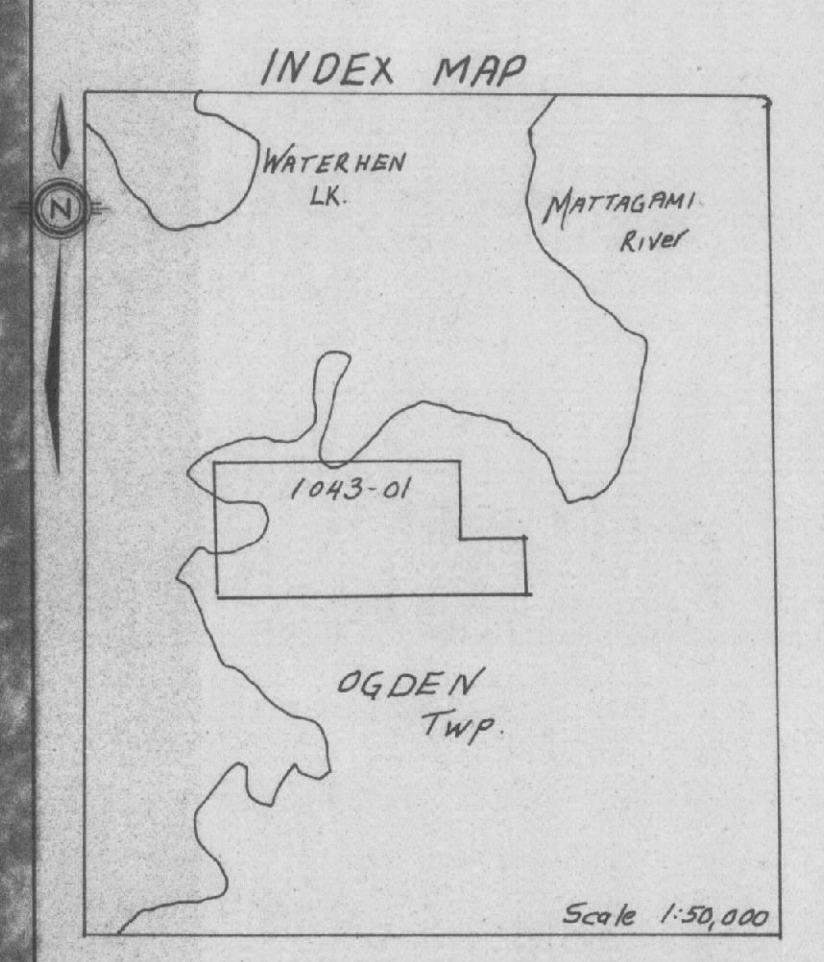 INDEX MAP
WATERHEN
LK.
N
MATTAGAMI
River
1043-01
OGDEN
Twp.
Scale 1:50,000